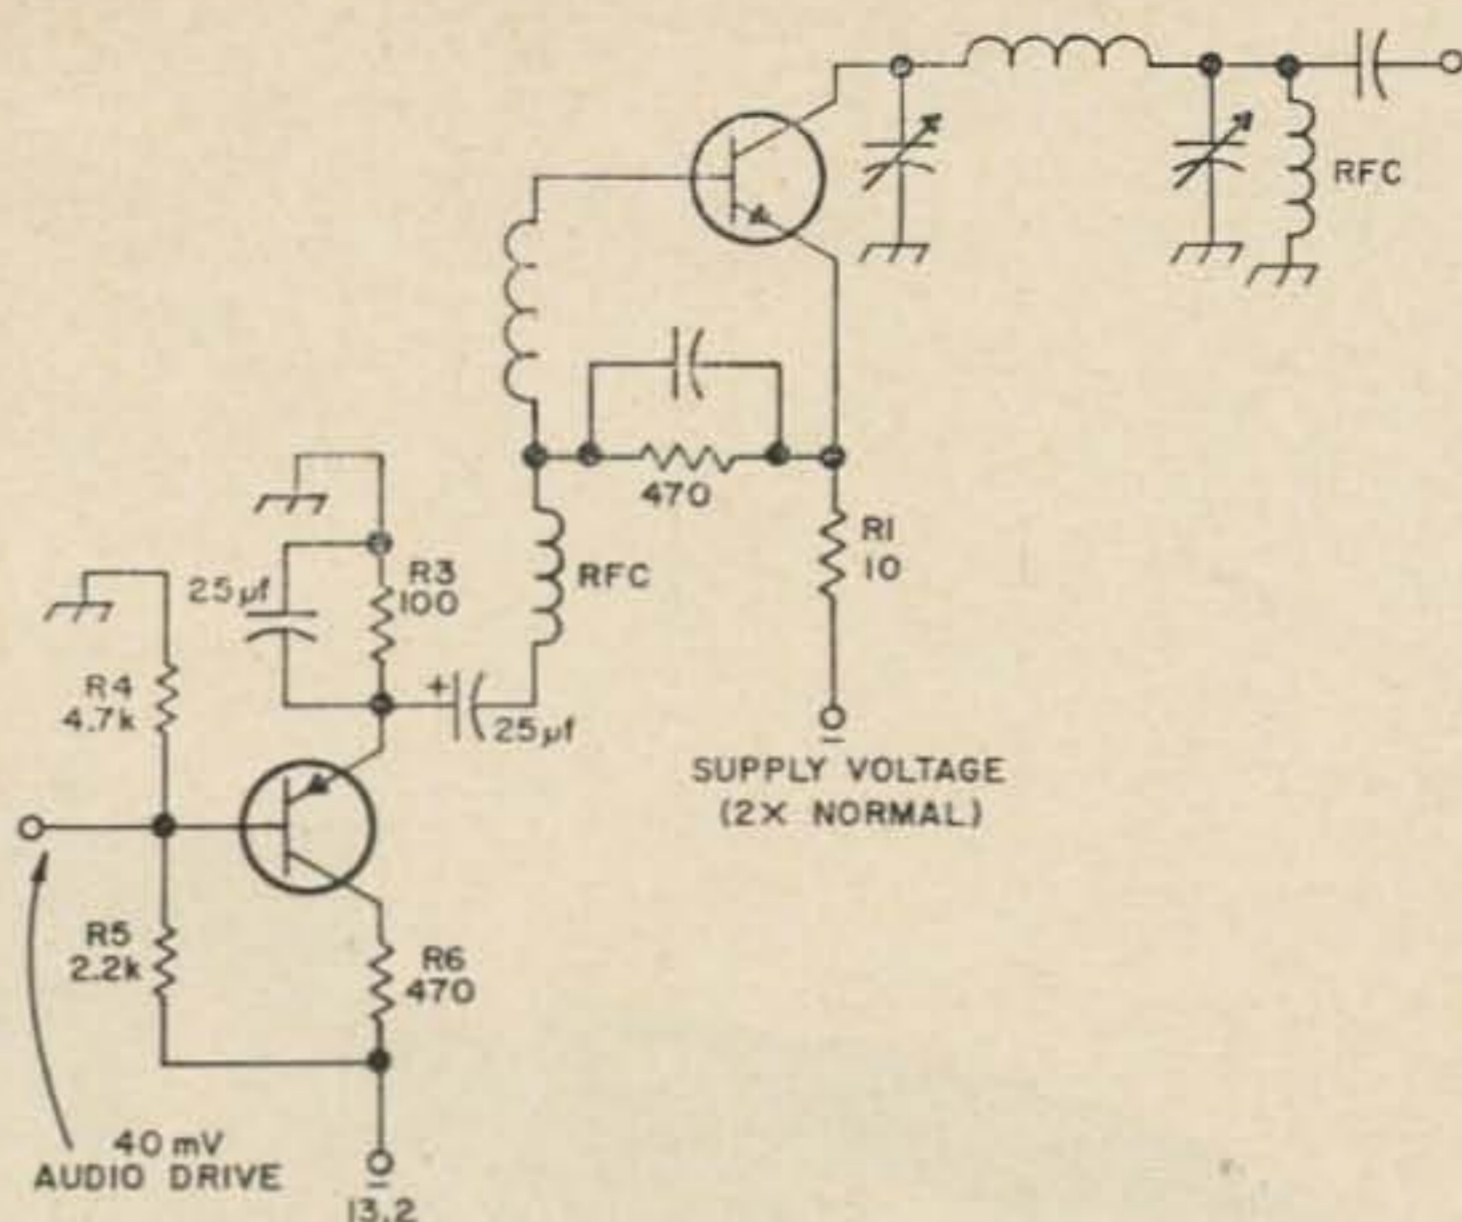 RFC
470
R1
10
R3
100
25µf
RFC
R4
4.7k
+
25µf
SUPPLY VOLTAGE
(2X NORMAL)
R5
2.2k
R6
470
40 mV
AUDIO DRIVE
13.2